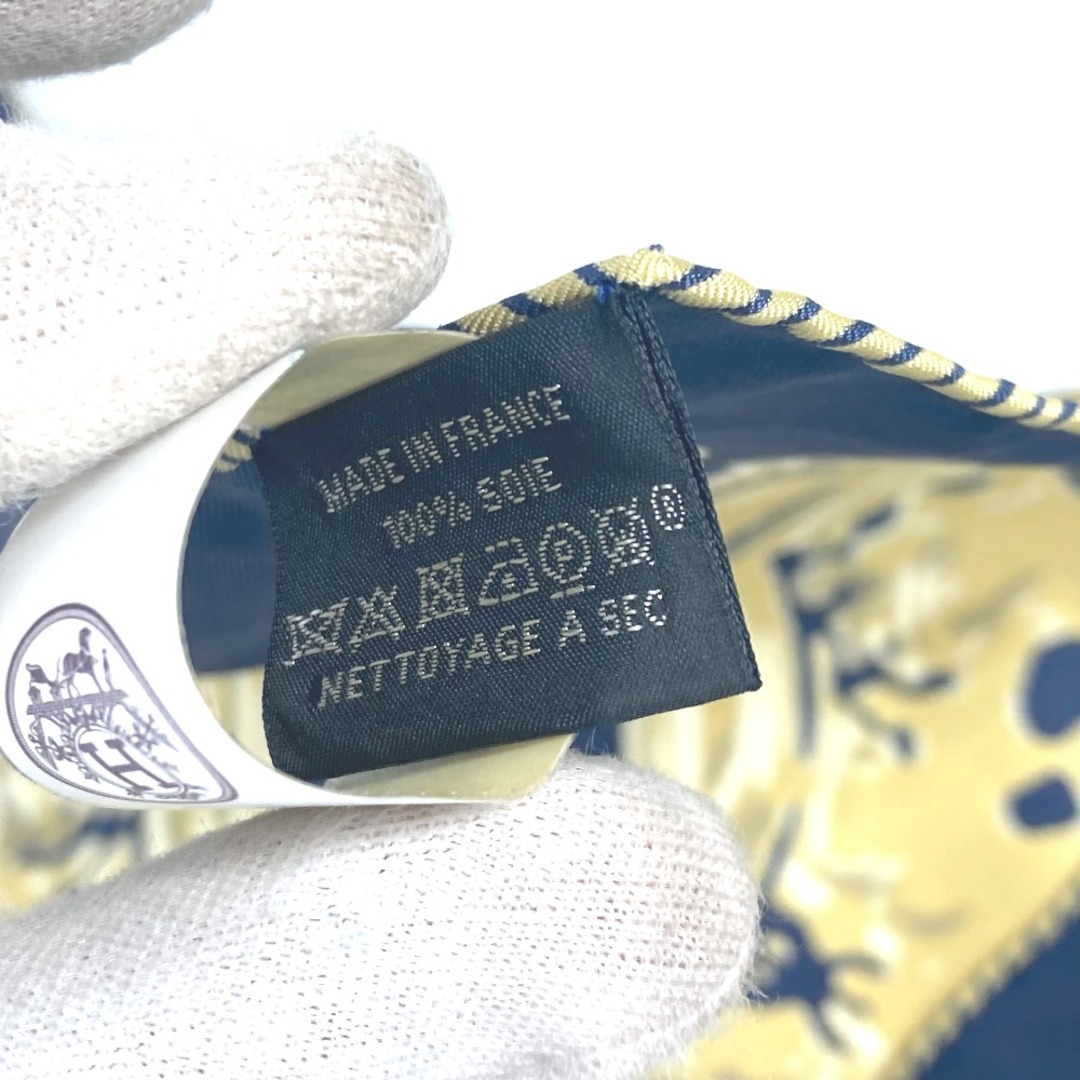 MADE IN FRANCE
100% SOIE
®
NETTOYAGE A SEC
H